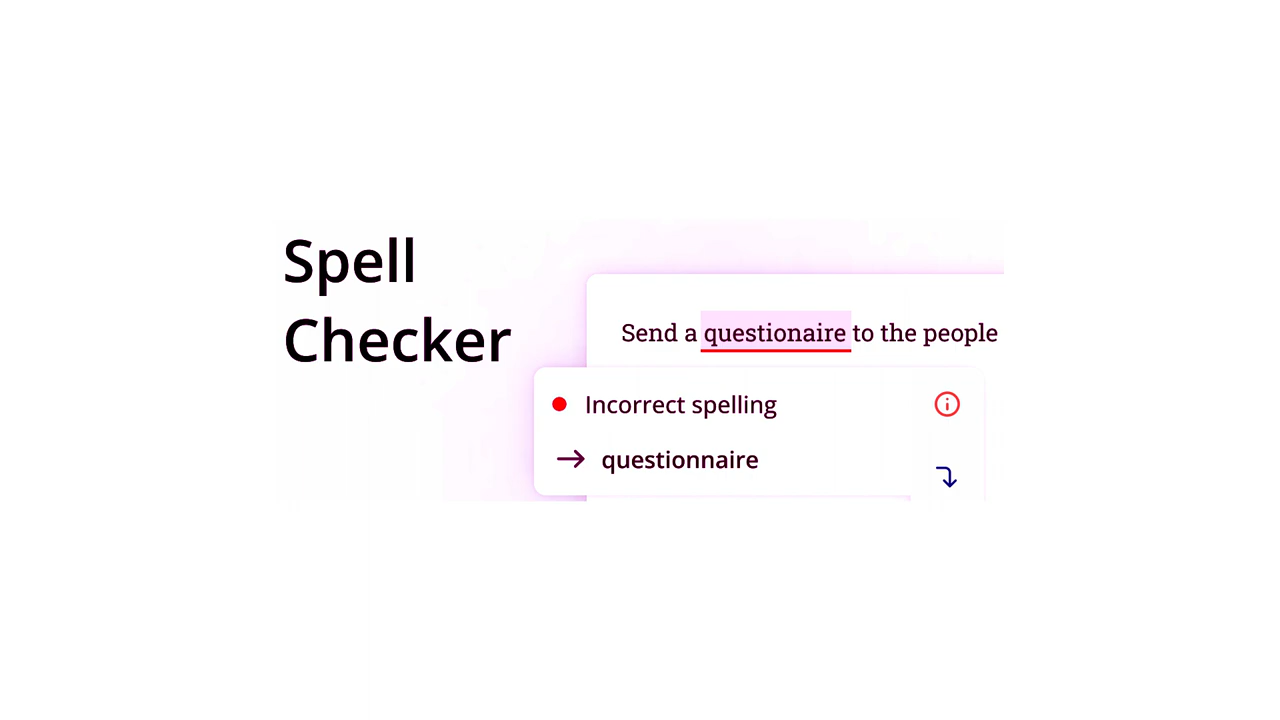 Spell
Checker
Send a questionaire to the people
Incorrect spelling
questionnaire